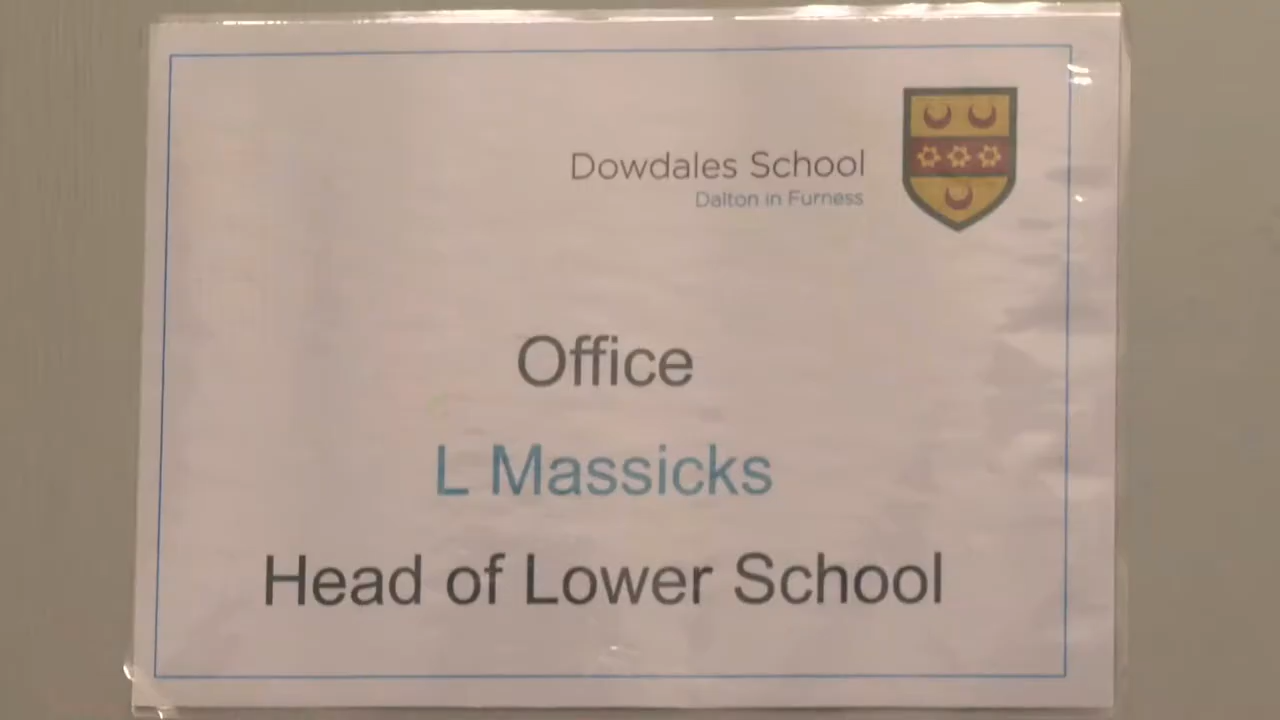 Dowdales School
Dalton in Furness
Office
L Massicks
Head of Lower School